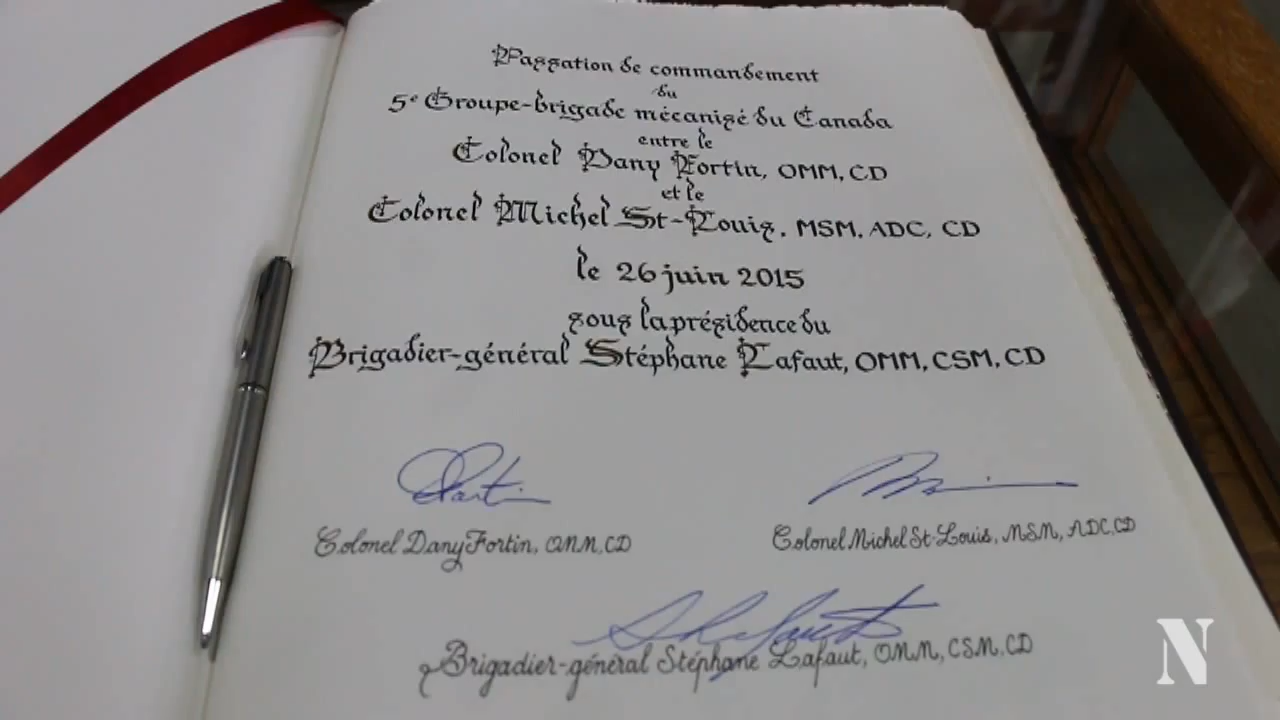 Passation de commandement
du
5e Groupe-brigade mécanisé du Canada
entre le
Colonel Dany Fortin, OMM, CD
et le
Colonel Michel St-Louis, MSM, ADC, CD
le 26 juin 2015
sous la présidence du
Brigadier-général Stéphane Lafaut, OMM, CSM, CD
Colonel Dany Fortin, OMM, CD
Colonel Michel St-Louis, MSM, ADC, CD
Brigadier-général Stéphane Lafaut, OMM, CSM, CD
N